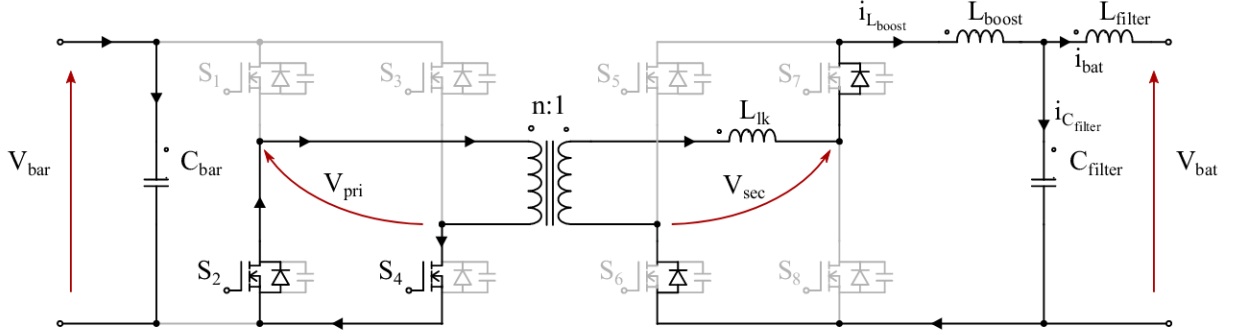 i_{L_{boost}} L_{boost} L_{filter}
S_1 S_3 S_5 S_7
i_{bat}
n:1 L_{lk}
i_{C_{filter}}
V_{bar} C_{bar} V_{pri} V_{sec} C_{filter} V_{bat}
S_2 S_4 S_6 S_8